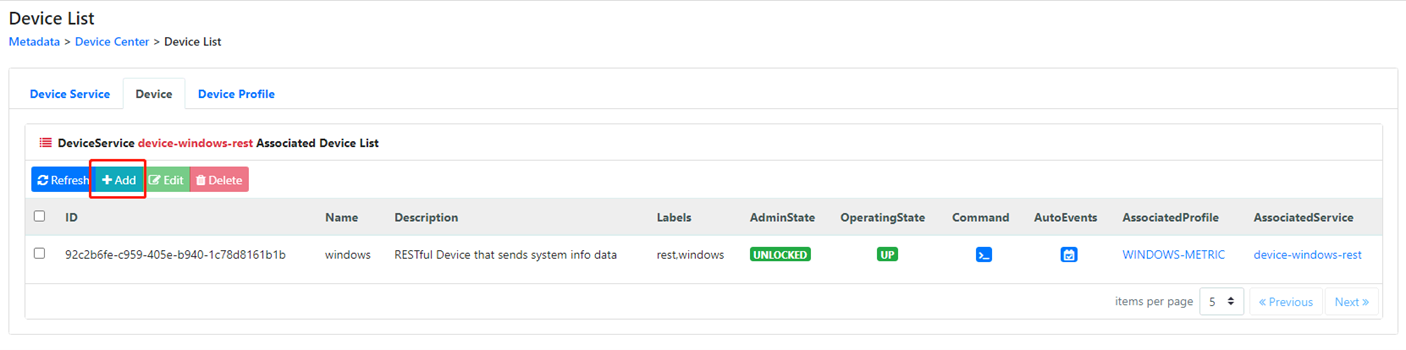 Device List
Metadata > Device Center > Device List
Device Service Device Device Profile
DeviceService device-windows-rest Associated Device List
Refresh Add Edit Delete
ID Name Description Labels AdminState OperatingState Command AutoEvents AssociatedProfile AssociatedService
92c2b6fe-c959-405e-b940-1c78d8161b1b windows RESTful Device that sends system info data rest,windows UNLOCKED UP WINDOWS-METRIC device-windows-rest
items per page 5 « Previous Next »